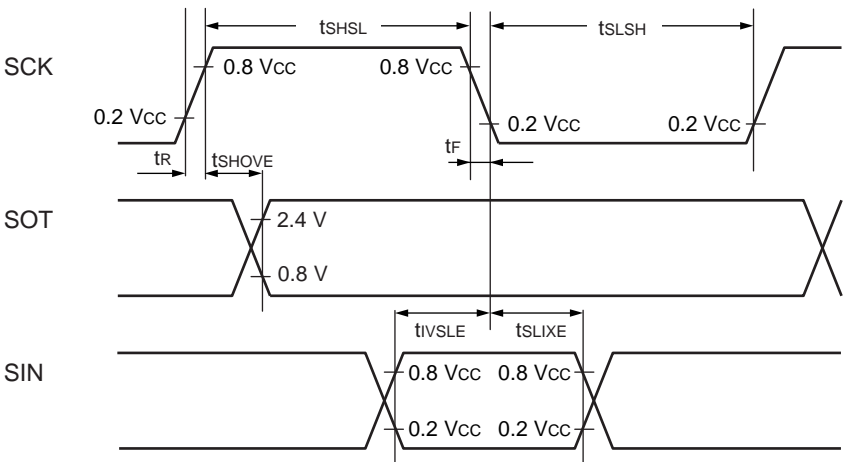 tSHSL tSLSH
SCK 0.8 VCC 0.8 VCC
0.2 VCC 0.2 VCC 0.2 VCC
tR tSHOVE tF
SOT 2.4 V
0.8 V
tIVSLE tSLIXE
SIN 0.8 VCC 0.8 VCC
0.2 VCC 0.2 VCC